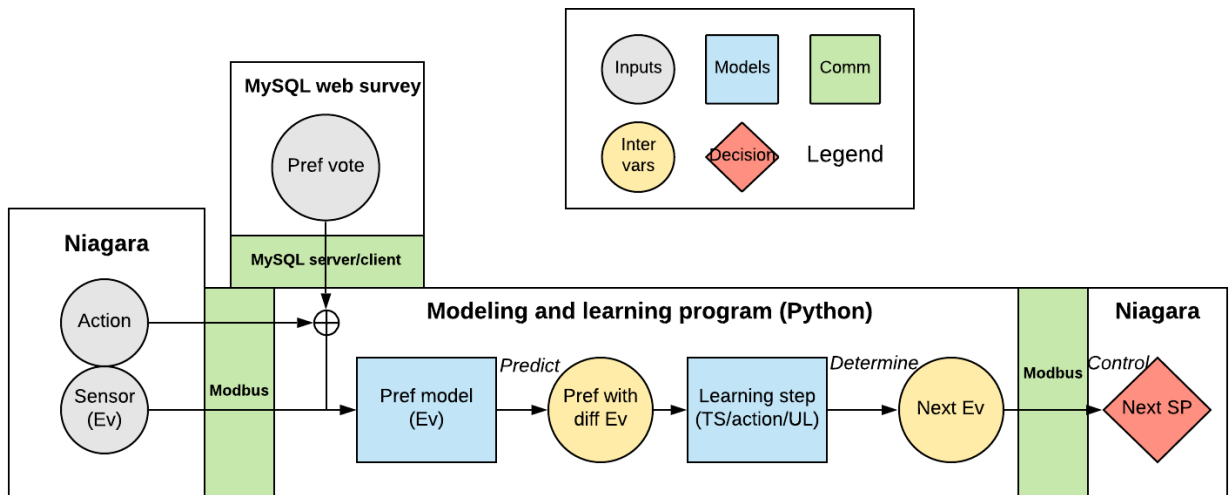 Inputs
Models
Comm
Inter
vars
Decision
Legend
MySQL web survey
Pref vote
MySQL server/client
Niagara
Action
Sensor
(Ev)
Modbus
Modeling and learning program (Python)
Pref model
(Ev)
Predict
Pref with
diff Ev
Learning step
(TS/action/UL)
Determine
Next Ev
Modbus
Niagara
Control
Next SP